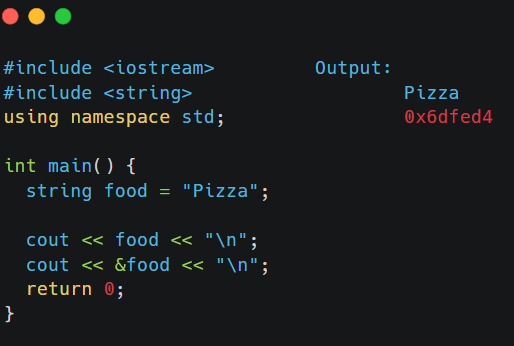 #include <iostream>
Output:
#include <string>
Pizza
using namespace std;
0x6dfed4
int main() {
string food = "Pizza";
cout << food << "\n";
cout << &food << "\n";
return 0;
}